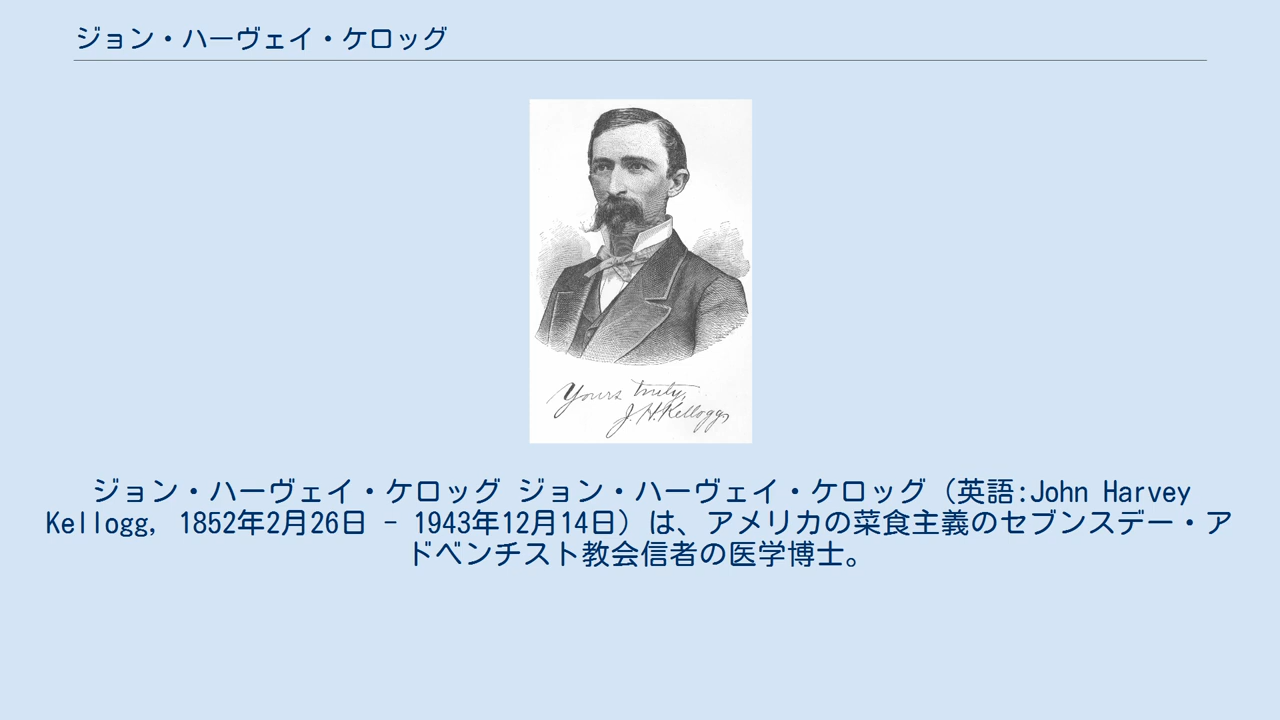 ジョン・ハーヴェイ・ケロッグ
Yours truly,
J.H.Kellogg
ジョン・ハーヴェイ・ケロッグ ジョン・ハーヴェイ・ケロッグ（英語:John Harvey
Kellogg, 1852年2月26日 - 1943年12月14日）は、アメリカの菜食主義のセブンスデー・ア
ドベンチスト教会信者の医学博士。